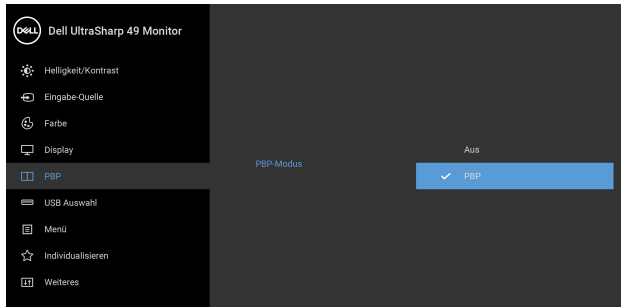 DELL Dell UltraSharp 49 Monitor
Helligkeit/Kontrast
Eingabe-Quelle
Farbe
Display
PBP
USB Auswahl
Menü
Individualisieren
Weiteres
PBP-Modus
Aus
PBP